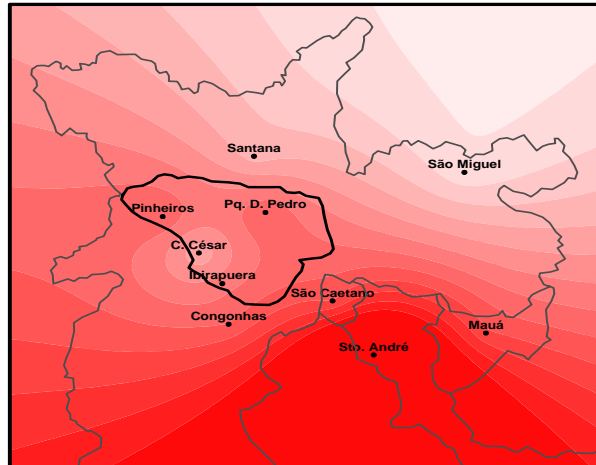 Santana
São Miguel
Pinheiros
Pq. D. Pedro
C. César
Ibirapuera
São Caetano
Congonhas
Mauá
Sto. André